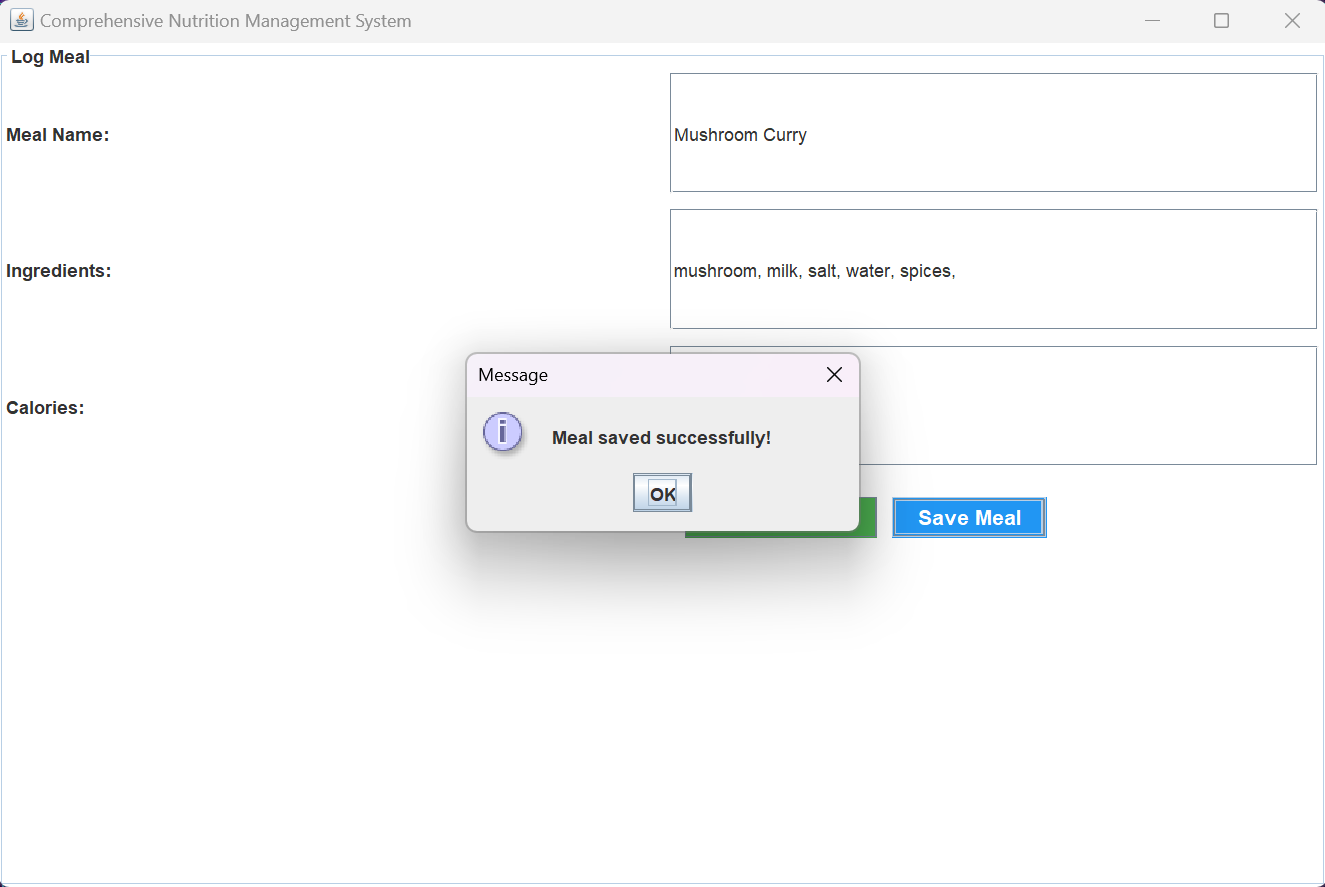 Comprehensive Nutrition Management System
Log Meal
Meal Name:
Mushroom Curry
Ingredients:
mushroom, milk, salt, water, spices,
Calories:
Message
Meal saved successfully!
OK
Save Meal